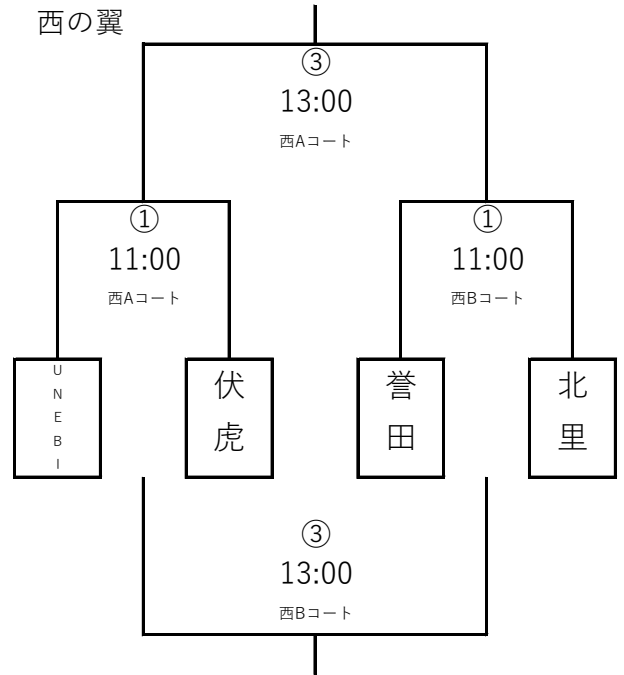 西の翼
③
13:00
西Aコート
①
11:00
西Aコート
①
11:00
西Bコート
UNEBI
伏虎
誉田
北里
③
13:00
西Bコート